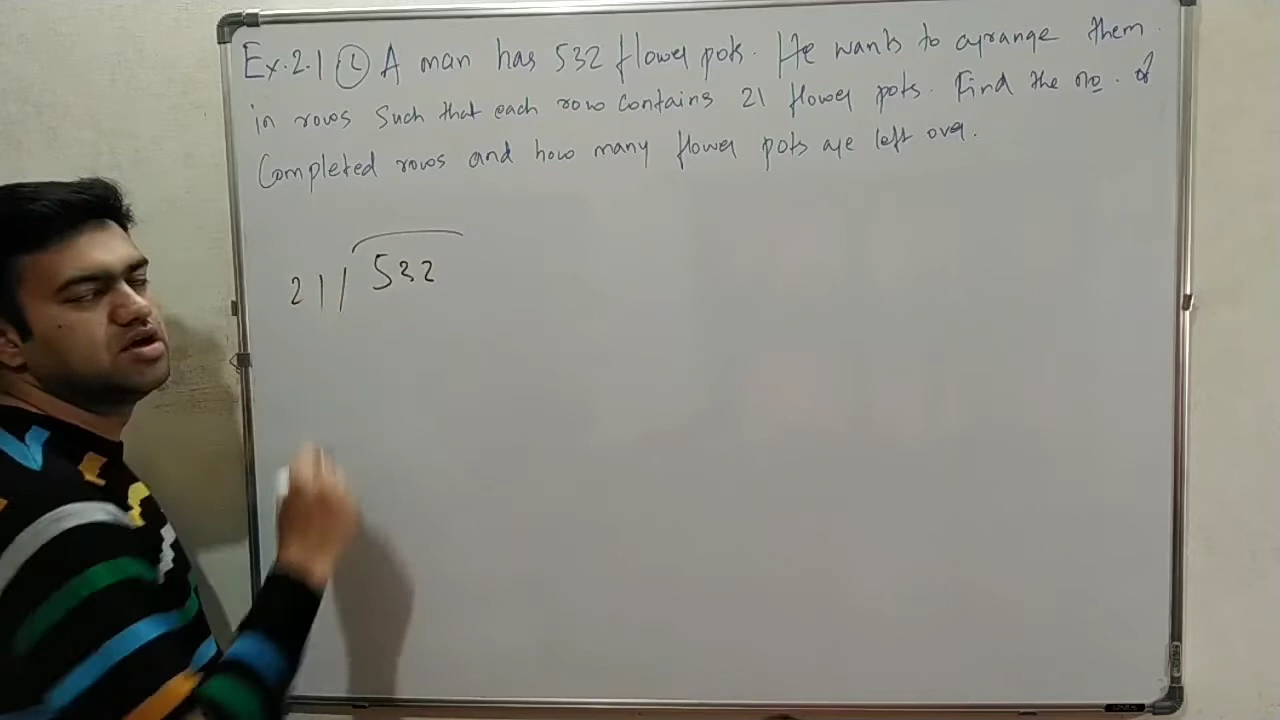 Ex. 2.1 (2) A man has 532 flower pots. He wants to arrange them
in rows such that each row contains 21 flower pots. Find the no. of
Completed rows and how many flower pots are left over.
21 532